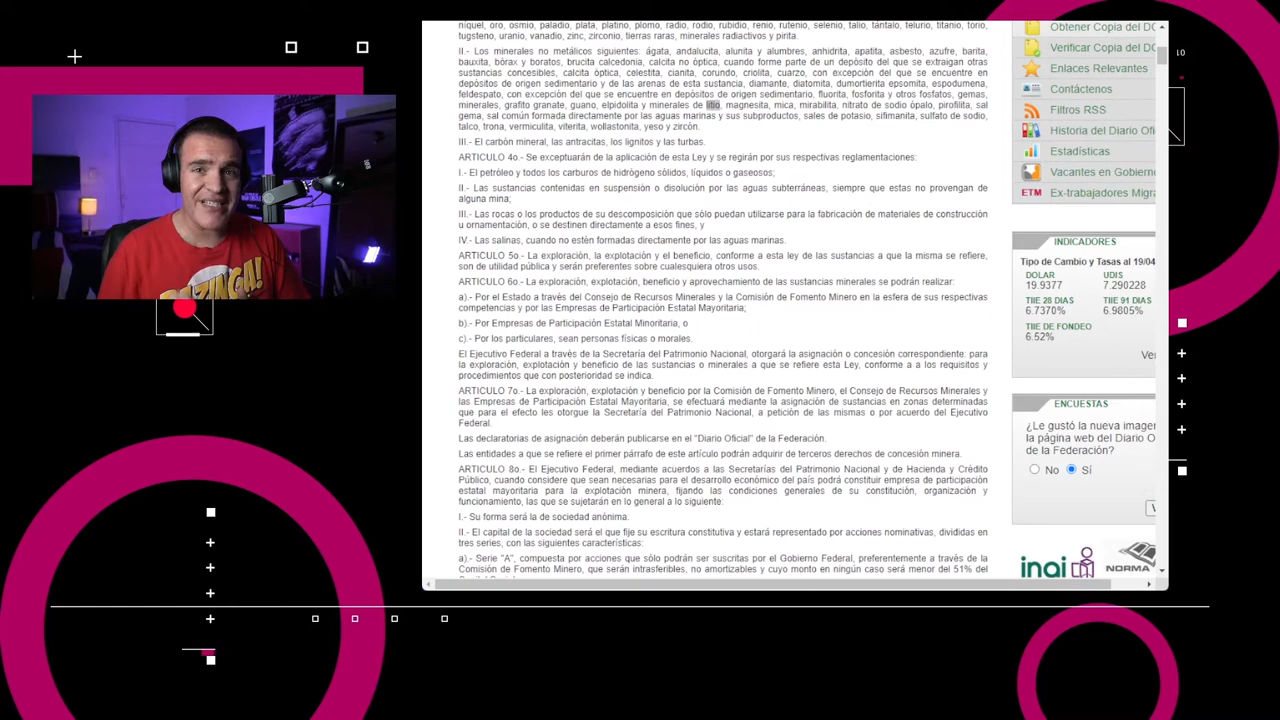 níquel, oro, osmio, paladio, plata, platino, plomo, radio, rodio, rubidio, renio, rutenio, selenio, talio, tántalo, telurio, titanio, torio,
tugsteno, uranio, vanadio, zinc, zirconio, tierras raras, minerales radiactivos y pirita.
II.- Los minerales no metálicos siguientes: ágata, andalucita, alunita y alumbres, anhidrita, apatita, asbesto, azufre, barita,
bauxita, bórax y boratos, brucita calcedonia, calcita no òptica, cuando forme parte de un depósito del que se extraigan otras
sustancias concesibles, calcita òptica, celestita, cianita, corundo, criolita, cuarzo, con excepción del que se encuentre en
depòsitos de origen sedimentario y de las arenas de esta sustancia, diamante, diatomita, dumortierita epsomita, espodumena,
feldespato, con excepción del que se encuentre en depósitos de origen sedimentario, fluorita, fosforita y otros fosfatos, gemas,
minerales, grafito granate, guano, elpidolita y minerales de litio, magnesita, mica, mirabilita, nitrato de sodio òpalo, pirofilita, sal
gema, sal común formada directamente por las aguas marinas y sus subproductos, sales de potasio, sifimanita, sulfato de sodio,
talco, trona, vermiculita, viterita, wollastonita, yeso y zircòn.
III.- El carbón mineral, las antracitas, los lignitos y las turbas.
ARTICULO 4o.- Se exceptuarán de la aplicación de esta Ley y se regirán por sus respectivas reglamentaciones:
I.- El petróleo y todos los carburos de hidrógeno sólidos, líquidos o gaseosos;
II.- Las sustancias contenidas en suspensión o disolución por las aguas subterráneas, siempre que estas no provengan de
alguna mina;
III.- Las rocas o los productos de su descomposición que sólo puedan utilizarse para la fabricación de materiales de construcción
u ornamentación, o se destinen directamente a esos fines, y
IV.- Las salinas, cuando no estén formadas directamente por las aguas marinas.
ARTICULO 5o.- La exploración, la explotación y el beneficio, conforme a esta ley de las sustancias a que la misma se refiere,
son de utilidad pública y serán preferentes sobre cualesquiera otros usos.
ARTICULO 6o.- La exploración, explotación, beneficio y aprovechamiento de las sustancias minerales se podrán realizar:
a).- Por el Estado a través del Consejo de Recursos Minerales y la Comisión de Fomento Minero en la esfera de sus respectivas
competencias y por las Empresas de Participación Estatal Mayoritaria;
b).- Por Empresas de Participación Estatal Minoritaria, o
c).- Por los particulares, sean personas físicas o morales.
El Ejecutivo Federal a través de la Secretaría del Patrimonio Nacional, otorgará la asignación o concesión correspondiente: para
la exploración, explotación y beneficio de las sustancias o minerales a que se refiere esta Ley, conforme a a los requisitos y
procedimientos que con posterioridad se indica.
ARTICULO 7o.- La exploración, explotación y beneficio por la Comisión de Fomento Minero, el Consejo de Recursos Minerales y
las Empresas de Participación Estatal Mayoritaria, se efectuará mediante la asignación de sustancias en zonas determinadas
que para el efecto les otorgue la Secretaría del Patrimonio Nacional, a petición de las mismas o por acuerdo del Ejecutivo
Federal.
Las declaratorias de asignación deberán publicarse en el "Diario Oficial" de la Federación.
Las entidades a que se refiere el primer párrafo de este artículo podrán adquirir de terceros derechos de concesión minera.
ARTICULO 8o.- El Ejecutivo Federal, mediante acuerdos a las Secretarías del Patrimonio Nacional y de Hacienda y Crédito
Público, cuando considere que sean necesarias para el desarrollo económico del país podrá constituir empresa de participación
estatal mayoritaria para la explotación minera, fijando las condiciones generales de su constitución, organización y
funcionamiento, las que se sujetarán en lo general a lo siguiente:
I.- Su forma será la de sociedad anònima.
II.- El capital de la sociedad será el que fije su escritura constitutiva y estará representado por acciones nominativas, divididas en
tres series, con las siguientes características:
a).- Serie "A", compuesta por acciones que sólo podrán ser suscritas por el Gobierno Federal, preferentemente a través de la
Comisión de Fomento Minero, que serán intrasferibles, no amortizables y cuyo monto en ningún caso será menor del 51% del
Obtener Copia del DO
Verificar Copia del DO
Enlaces Relevantes
Contáctenos
Filtros RSS
Historia del Diario Ofi
Estadísticas
Vacantes en Gobierno
ETM Ex-trabajadores Migra
INDICADORES
Tipo de Cambio y Tasas al 19/04
DOLAR UDIS
19.9377 7.290228
TIIE 28 DIAS TIIE 91 DIAS
6.7370% 6.9805%
TIIE DE FONDEO
6.52%
Ve
ENCUESTAS
¿Le gustó la nueva imagen
la página web del Diario O
de la Federación?
No Sí
inai NORMA
BAZINGA!
10